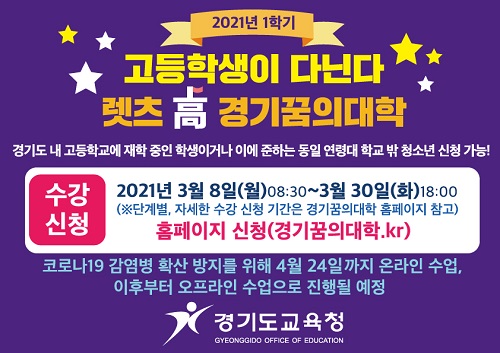 2021년 1학기
고등학생이 다닌다
렛츠 高 경기꿈의대학
경기도 내 고등학교에 재학 중인 학생이거나 이에 준하는 동일 연령대 학교 밖 청소년 신청 가능!
수강
신청
2021년 3월 8일(월)08:30~3월 30일(화)18:00
(※단계별, 자세한 수강 신청 기간은 경기꿈의대학 홈페이지 참고)
홈페이지 신청(경기꿈의대학.kr)
코로나19 감염병 확산 방지를 위해 4월 24일까지 온라인 수업,
이후부터 오프라인 수업으로 진행될 예정
경기도교육청
GYEONGGIDO OFFICE OF EDUCATION